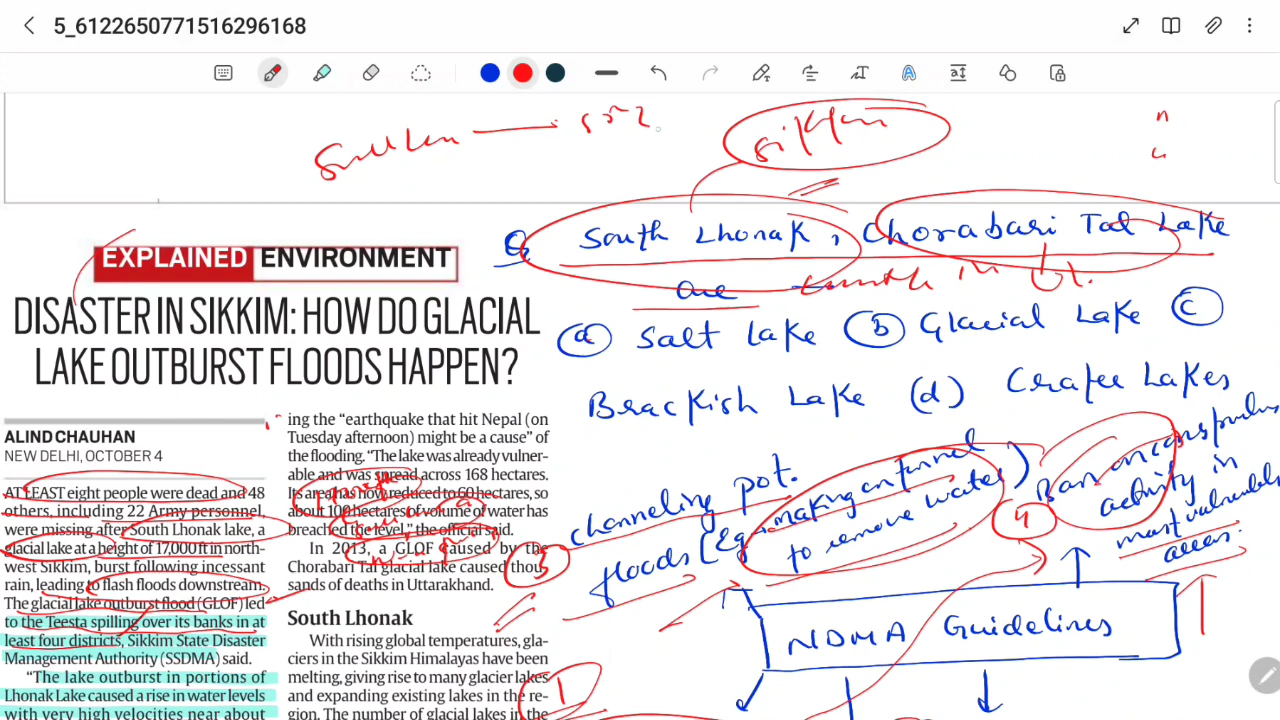 5_6122650771516296168
Sikkim
EXPLAINED ENVIRONMENT
DISASTER IN SIKKIM: HOW DO GLACIAL
LAKE OUTBURST FLOODS HAPPEN?
ALIND CHAUHAN
NEW DELHI, OCTOBER 4
AT LEAST eight people were dead and 48
others, including 22 Army personnel,
were missing after South Lhonak lake, a
glacial lake at a height of 17,000 ft in north-
west Sikkim, burst following incessant
rain, leading to flash floods downstream.
The glacial lake outburst flood (GLOF) led
to the Teesta spilling over its banks in at
least four districts, Sikkim State Disaster
Management Authority (SSDMA) said.
"The lake outburst in portions of
Lhonak Lake caused a rise in water levels
with very high velocities near about
ing the "earthquake that hit Nepal (on
Tuesday afternoon) might be a cause" of
the flooding. "The lake was already vulner-
able and was spread across 168 hectares.
Its area has now reduced to 60 hectares, so
about 100 hectares of volume of water has
breached the level," the official said.
In 2013, a GLOF caused by the
Chorabari Tal glacial lake caused thou-
sands of deaths in Uttarakhand.
South Lhonak
With rising global temperatures, gla-
ciers in the Sikkim Himalayas have been
melting, giving rise to many glacier lakes
and expanding existing lakes in the re-
gion. The number of glacial lakes in the
Q South Lhonak, Chorabari Tal Lake
are
(a) Salt Lake (b) Glacial Lake (c)
Brackish Lake (d) Crater Lakes
channeling pot.
floods (Eg making a tunnel
to remove water)
3
4
Ban on
activity in
most vulnerable
areas.
NDMA Guidelines
1